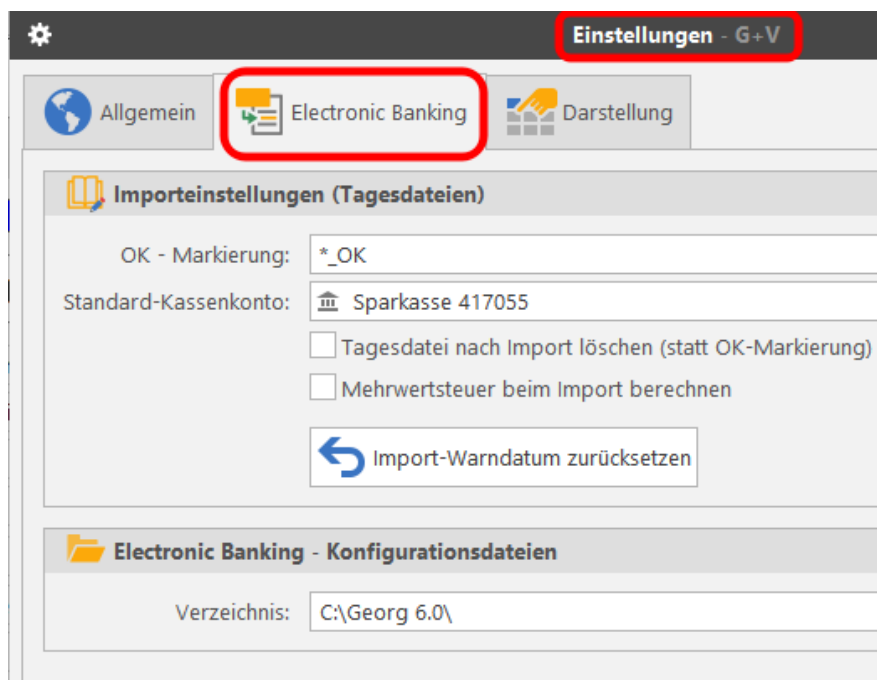 Einstellungen - G+V
Allgemein
Electronic Banking
Darstellung
Importeinstellungen (Tagesdateien)
OK - Markierung: *_OK
Standard-Kassenkonto: Sparkasse 417055
Tagesdatei nach Import löschen (statt OK-Markierung)
Mehrwertsteuer beim Import berechnen
Import-Warndatum zurücksetzen
Electronic Banking - Konfigurationsdateien
Verzeichnis: C:\Georg 6.0\